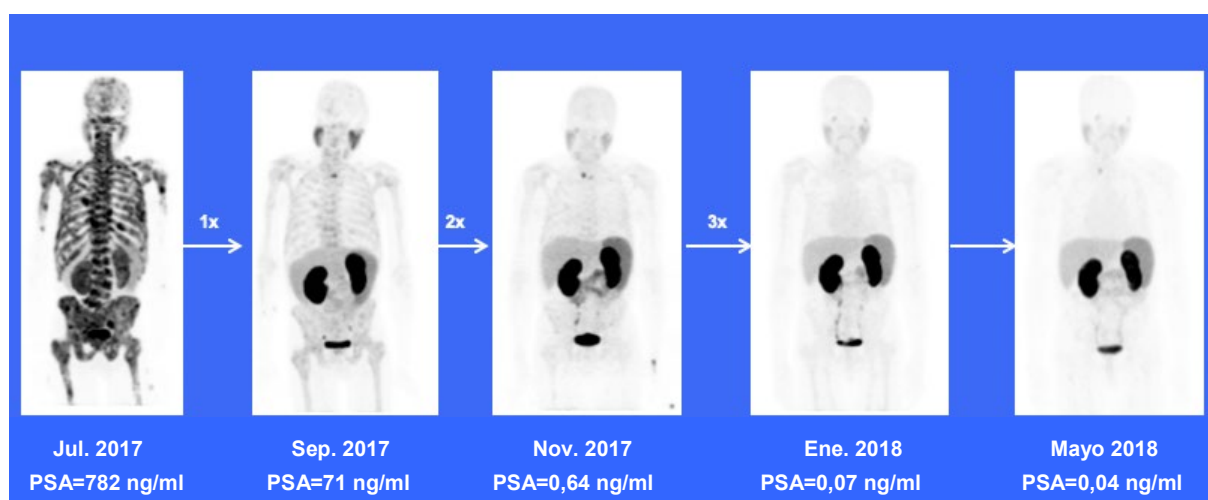 1x
2x
3x
Jul. 2017
PSA=782 ng/ml
Sep. 2017
PSA=71 ng/ml
Nov. 2017
PSA=0,64 ng/ml
Ene. 2018
PSA=0,07 ng/ml
Mayo 2018
PSA=0,04 ng/ml